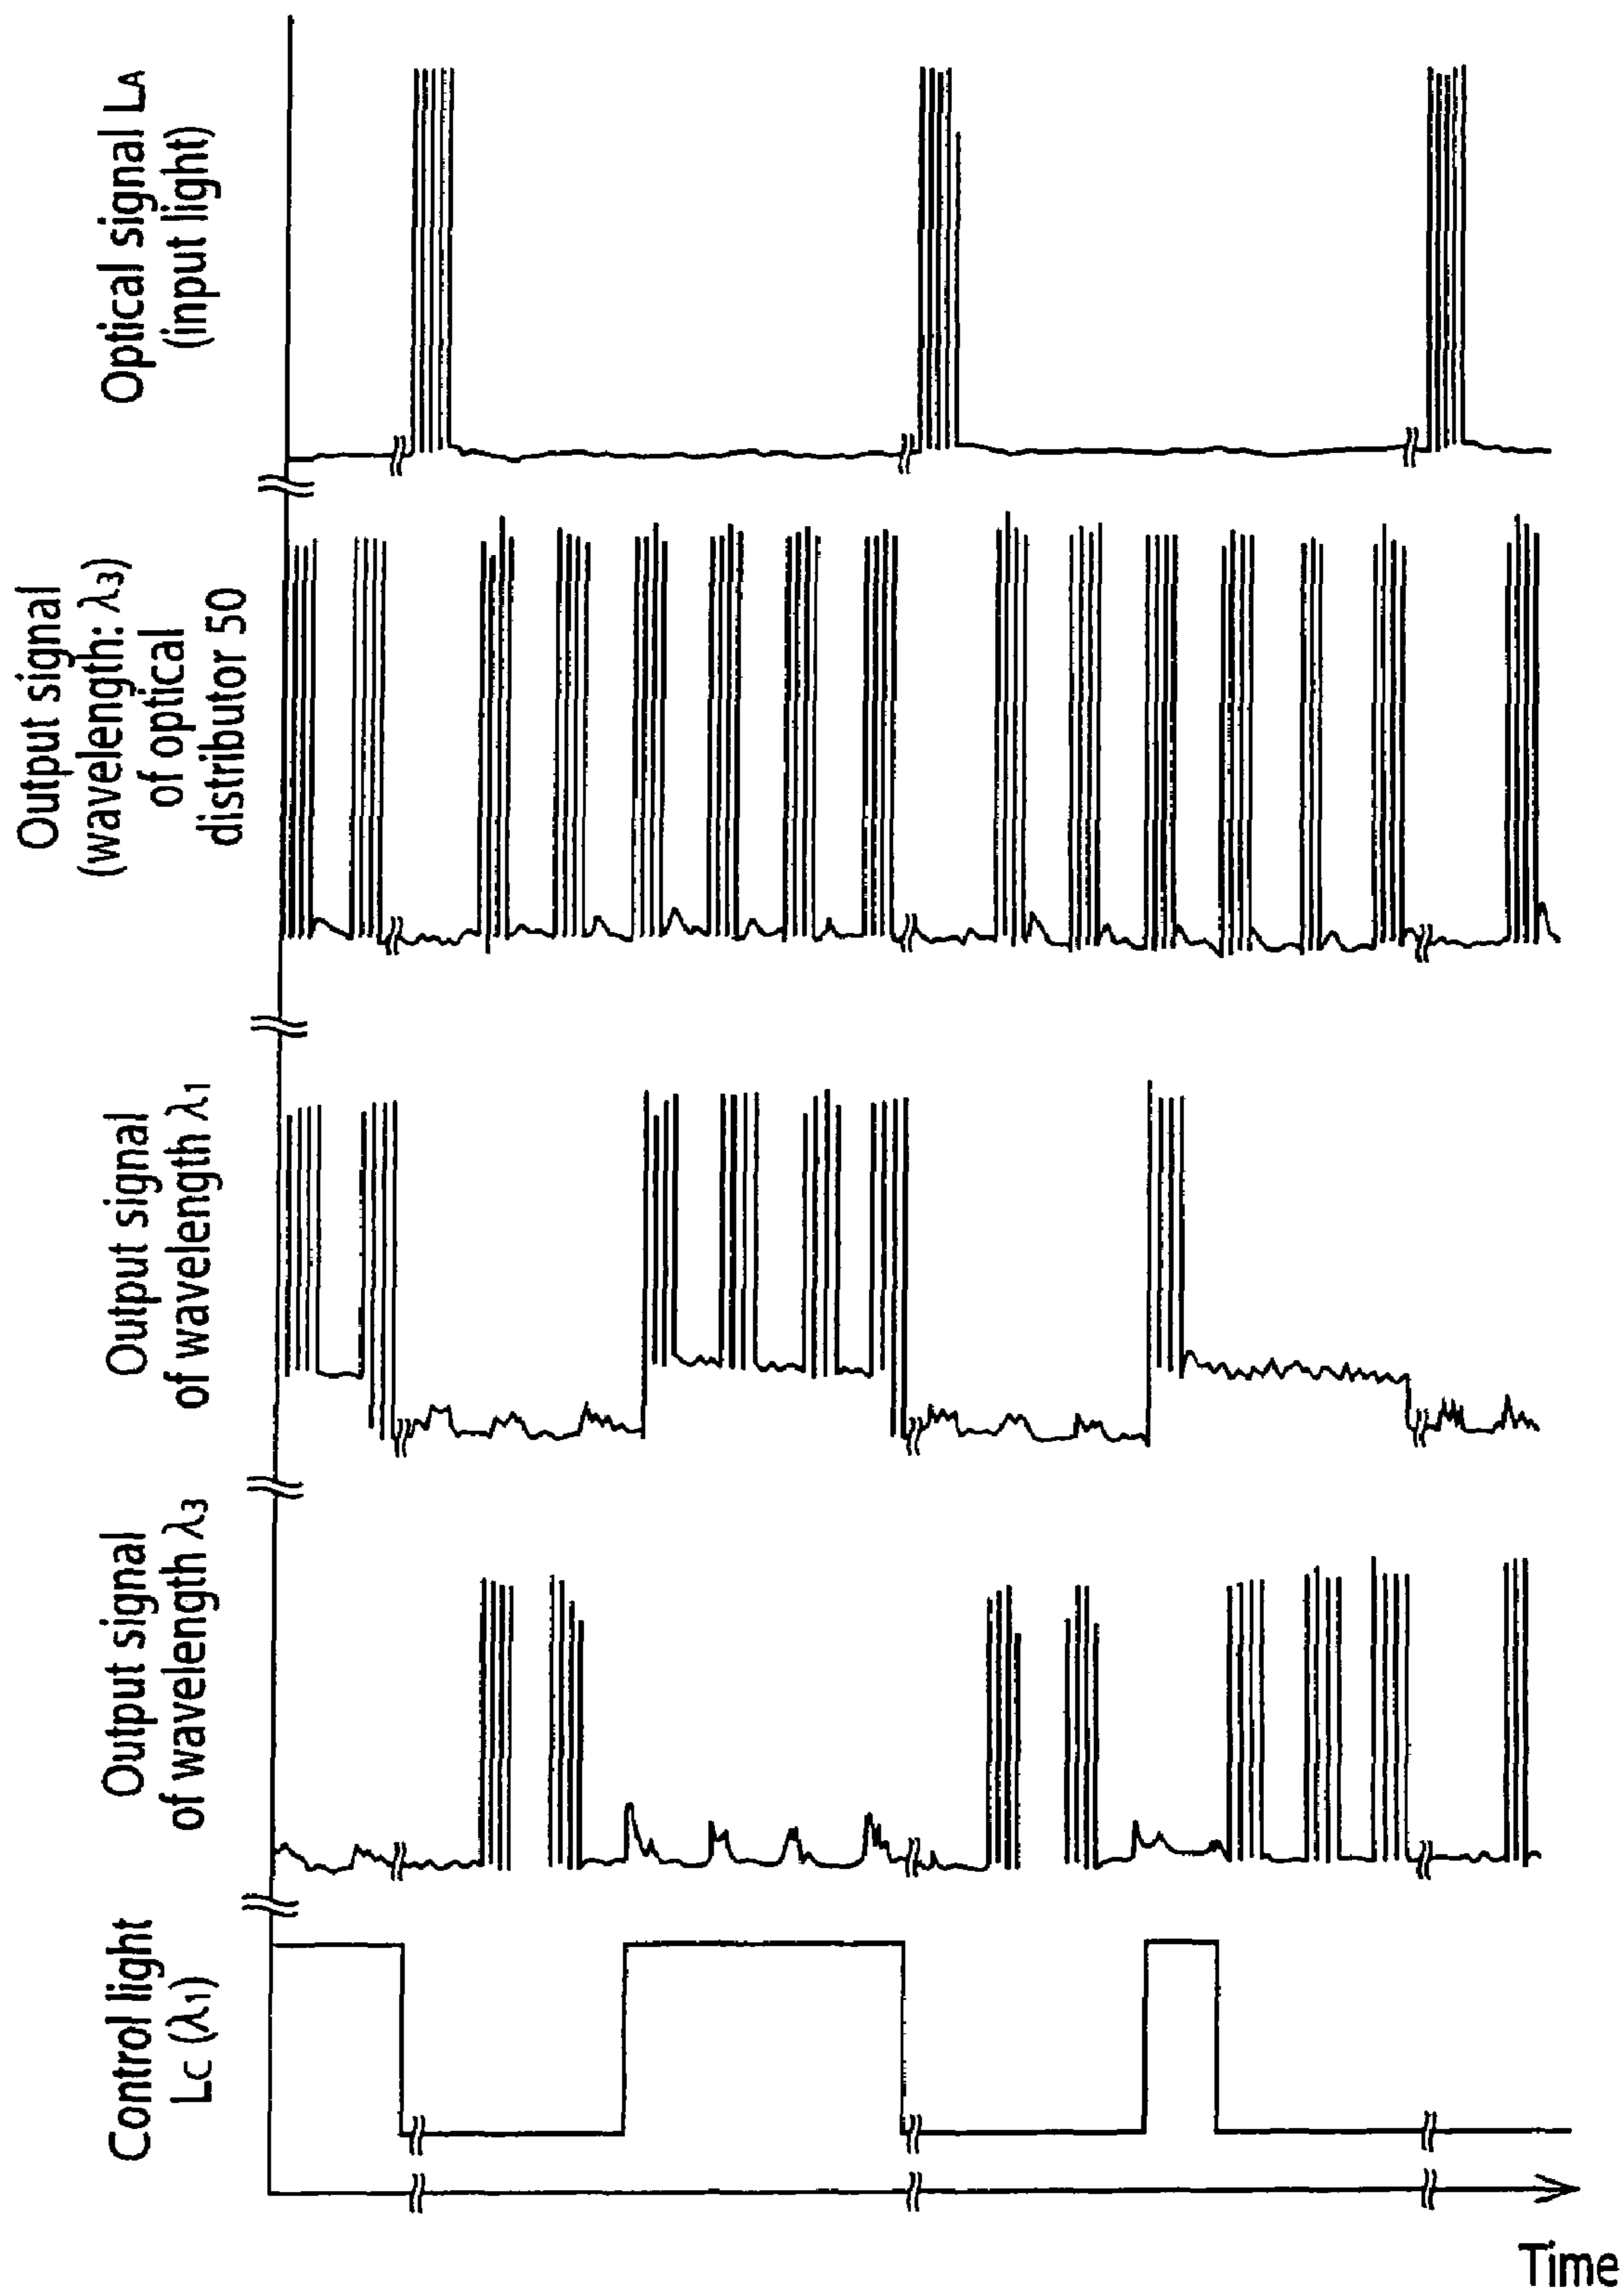 Optical signal LA
(input light)
Output signal
(wavelength: λ3)
of optical
distributor 50
Output signal
of wavelength λ1
Output signal
of wavelength λ3
Control light
LC (λ1)
Time